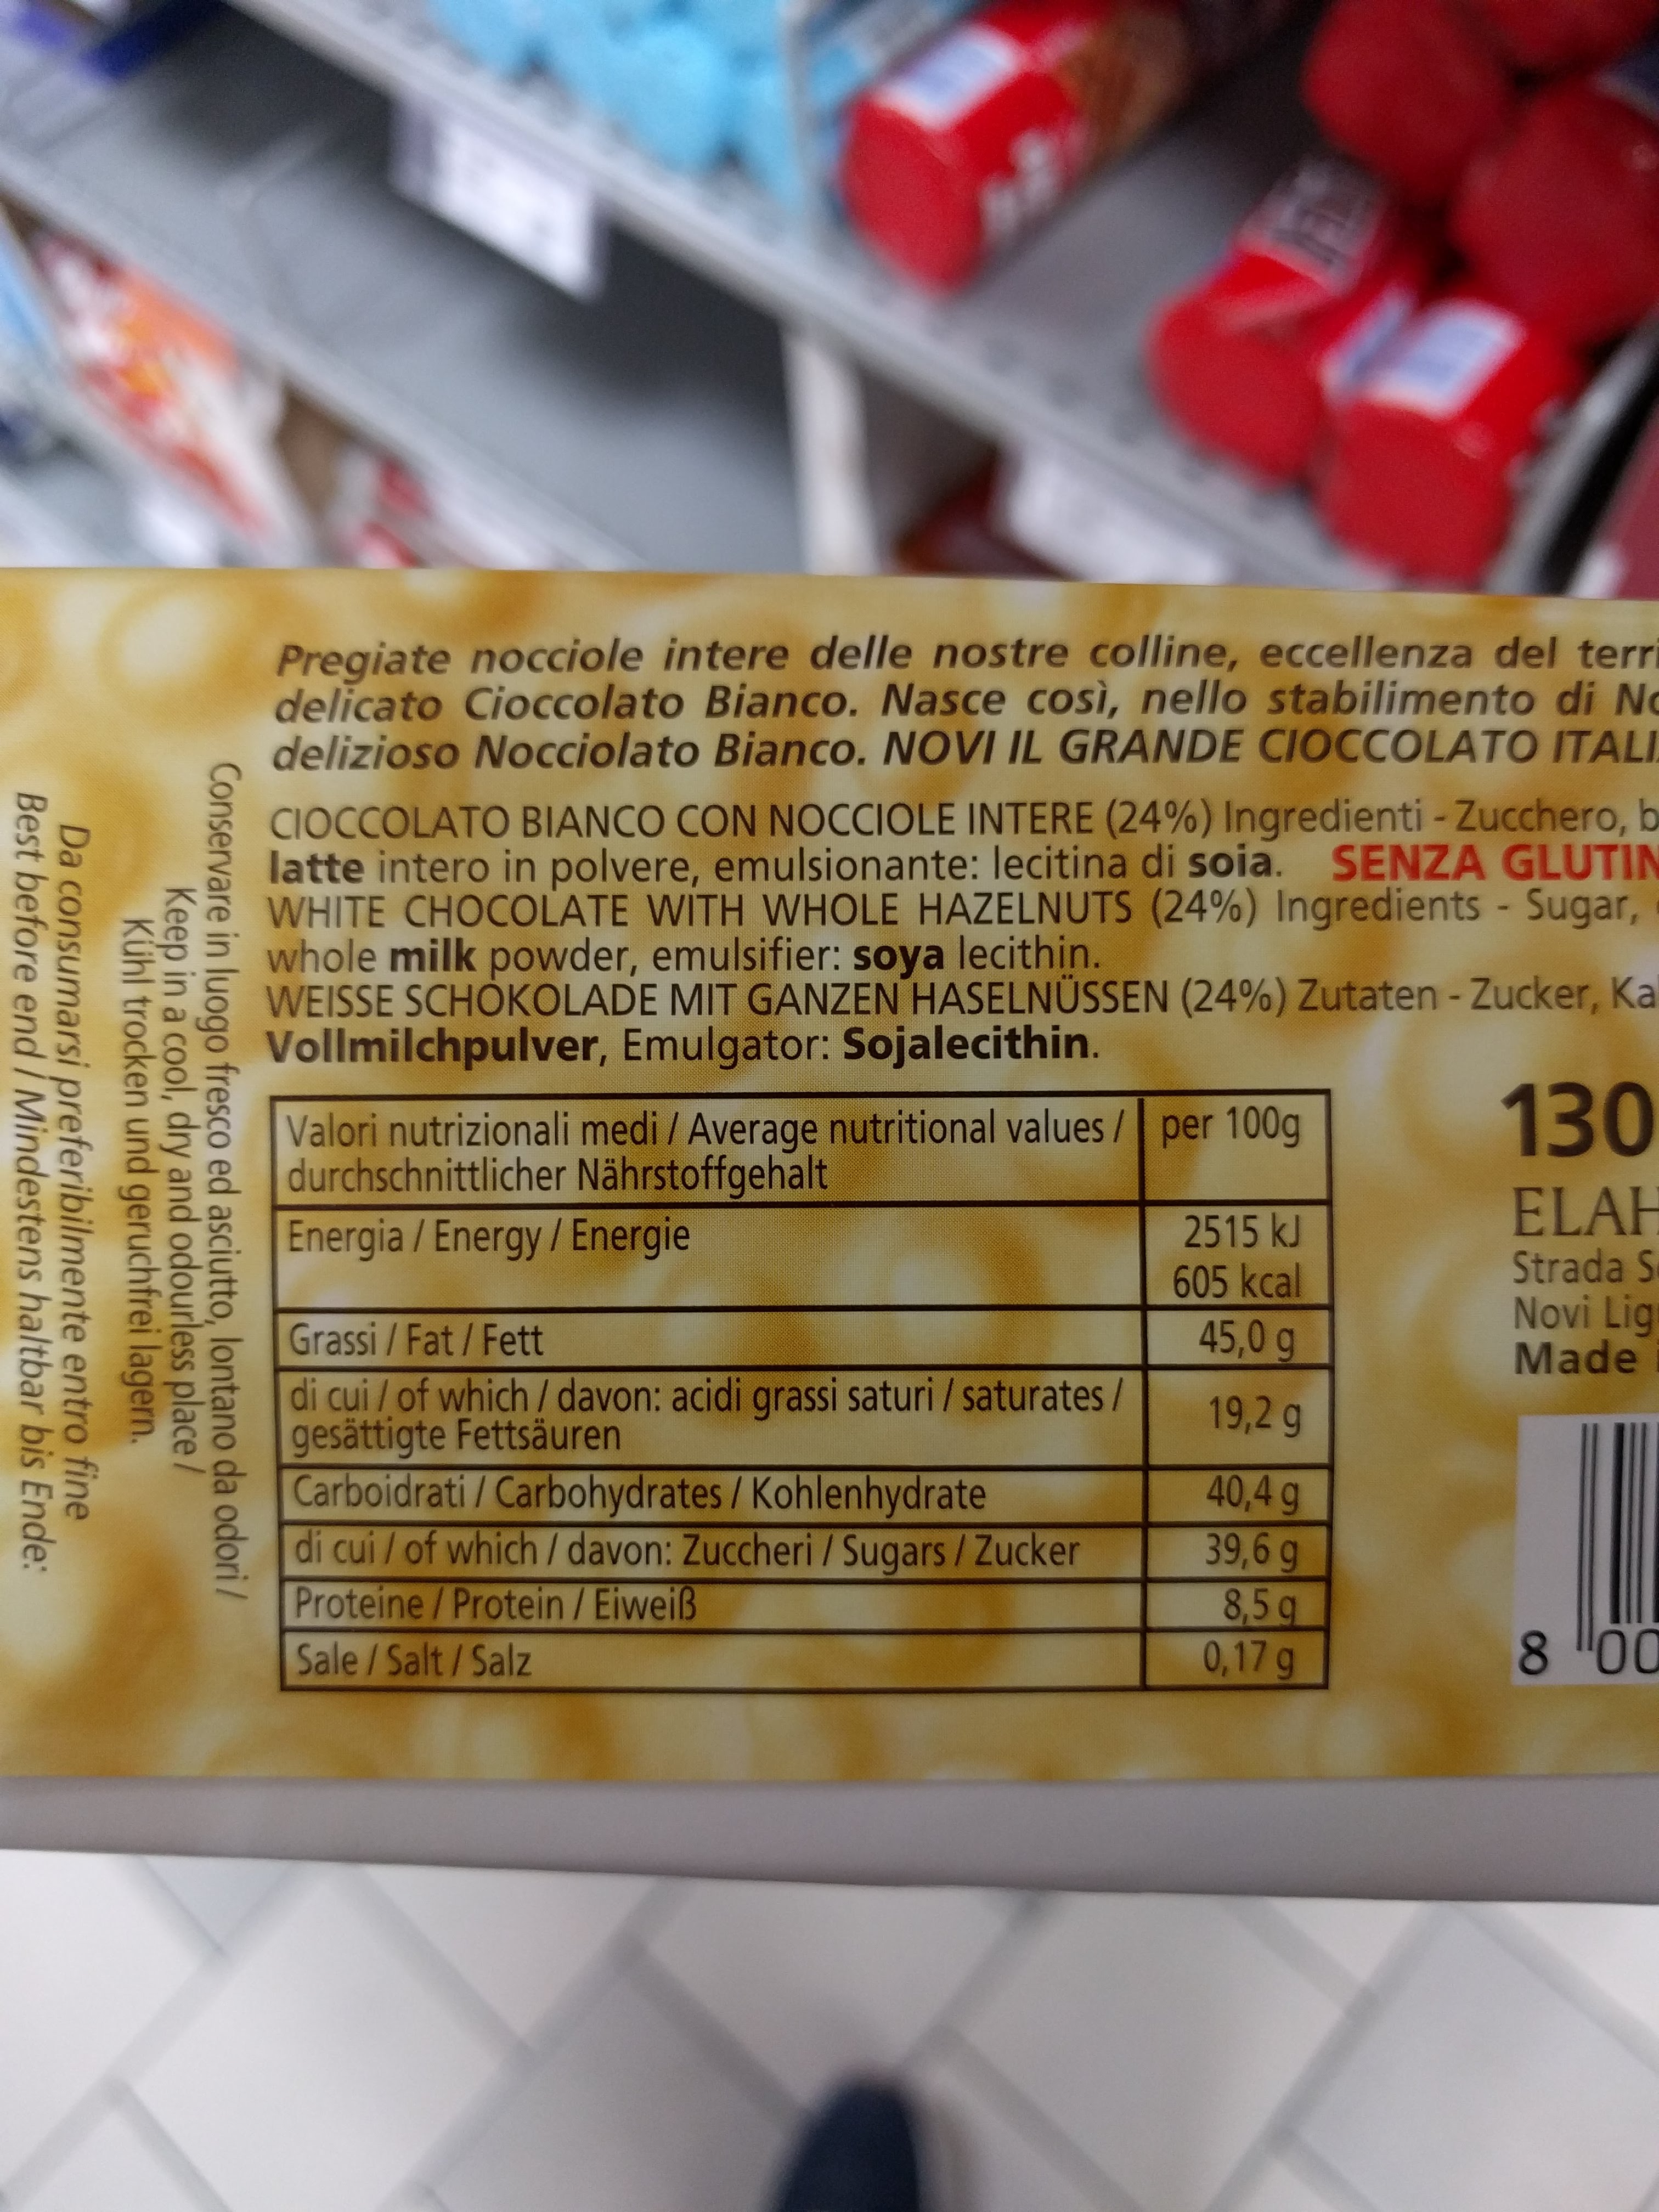 Pregiate nocciole intere delle nostre colline, eccellenza del terri
delicato Cioccolato Bianco. Nasce così, nello stabilimento di No
delizioso Nocciolato Bianco. NOVI IL GRANDE CIOCCOLATO ITALI
CIOCCOLATO BIANCO CON NOCCIOLE INTERE (24%) Ingredienti - Zucchero, b
latte intero in polvere, emulsionante: lecitina di soia. SENZA GLUTIN
WHITE CHOCOLATE WITH WHOLE HAZELNUTS (24%) Ingredients - Sugar,
whole milk powder, emulsifier: soya lecithin.
WEISSE SCHOKOLADE MIT GANZEN HASELNÜSSEN (24%) Zutaten - Zucker, Ka
Vollmilchpulver, Emulgator: Sojalecithin.
Valori nutrizionali medi / Average nutritional values / per 100g
durchschnittlicher Nährstoffgehalt
Energia / Energy / Energie 2515 kJ
605 kcal
Grassi / Fat / Fett 45,0 g
di cui / of which / davon: acidi grassi saturi / saturates / 19,2 g
gesättigte Fettsäuren
Carboidrati / Carbohydrates / Kohlenhydrate 40,4 g
di cui / of which / davon: Zuccheri / Sugars / Zucker 39,6 g
Proteine / Protein / Eiweiß 8,5 g
Sale / Salt / Salz 0,17 g
130
ELAH
Strada S
Novi Lig
Made
8 00
Conservare in luogo fresco ed asciutto, lontano da odori /
Keep in a cool, dry and odourless place /
Kühl trocken und geruchfrei lagern.
Da consumarsi preferibilmente entro fine
Best before end / Mindestens haltbar bis Ende: